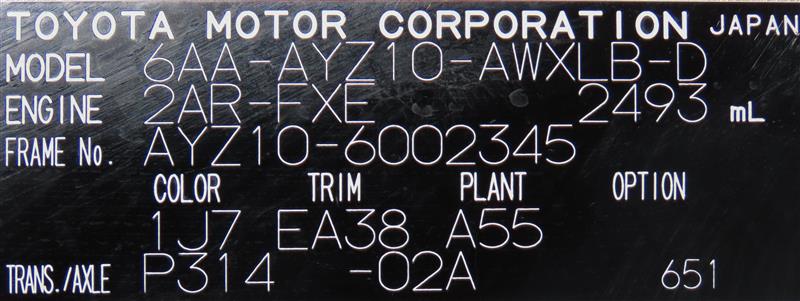 TOYOTA MOTOR CORPORATION JAPAN
MODEL 6AA-AYZ10-AWXLB-D
ENGINE 2AR-FXE 2493 mL
FRAME No. AYZ10-6002345
COLOR TRIM PLANT OPTION
1J7 EA38 A55
TRANS./AXLE P314 -02A 651